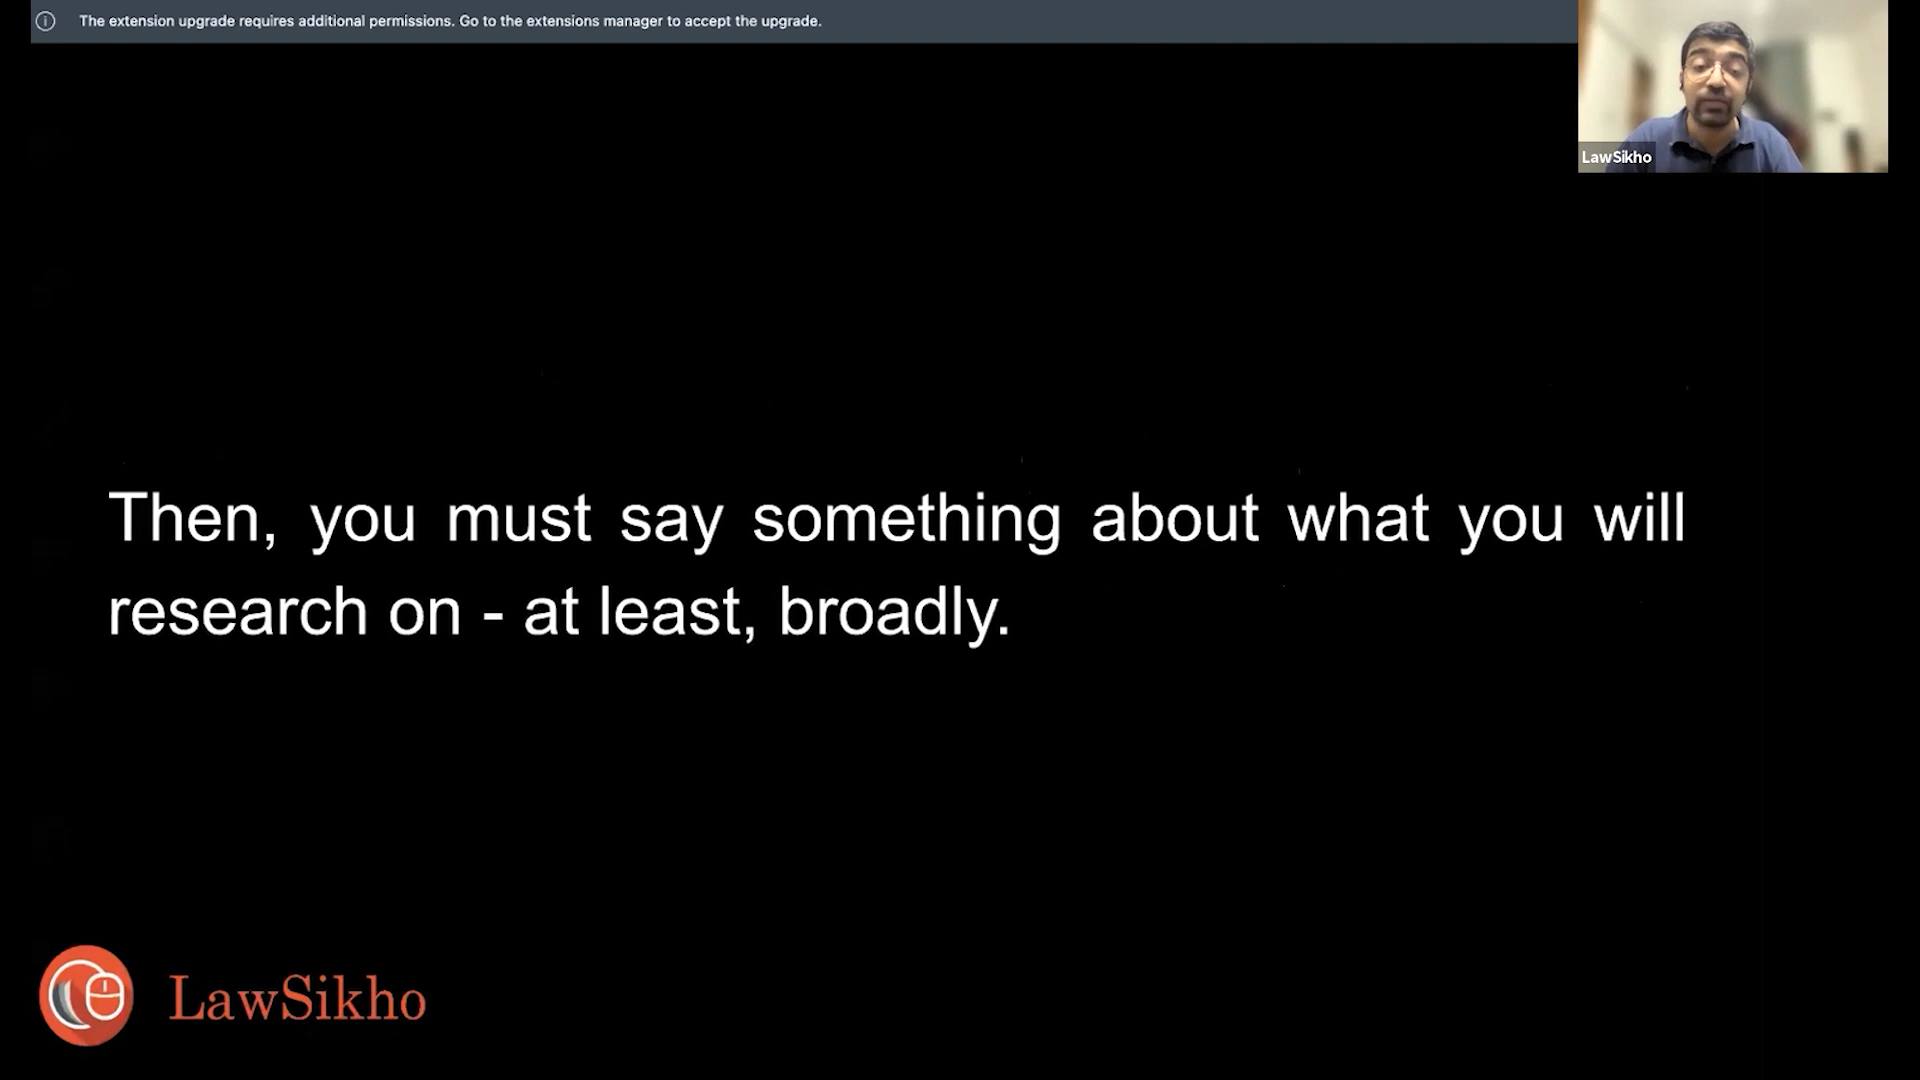 The extension upgrade requires additional permissions. Go to the extensions manager to accept the upgrade.
LawSikho
Then, you must say something about what you will
research on - at least, broadly.
LawSikho